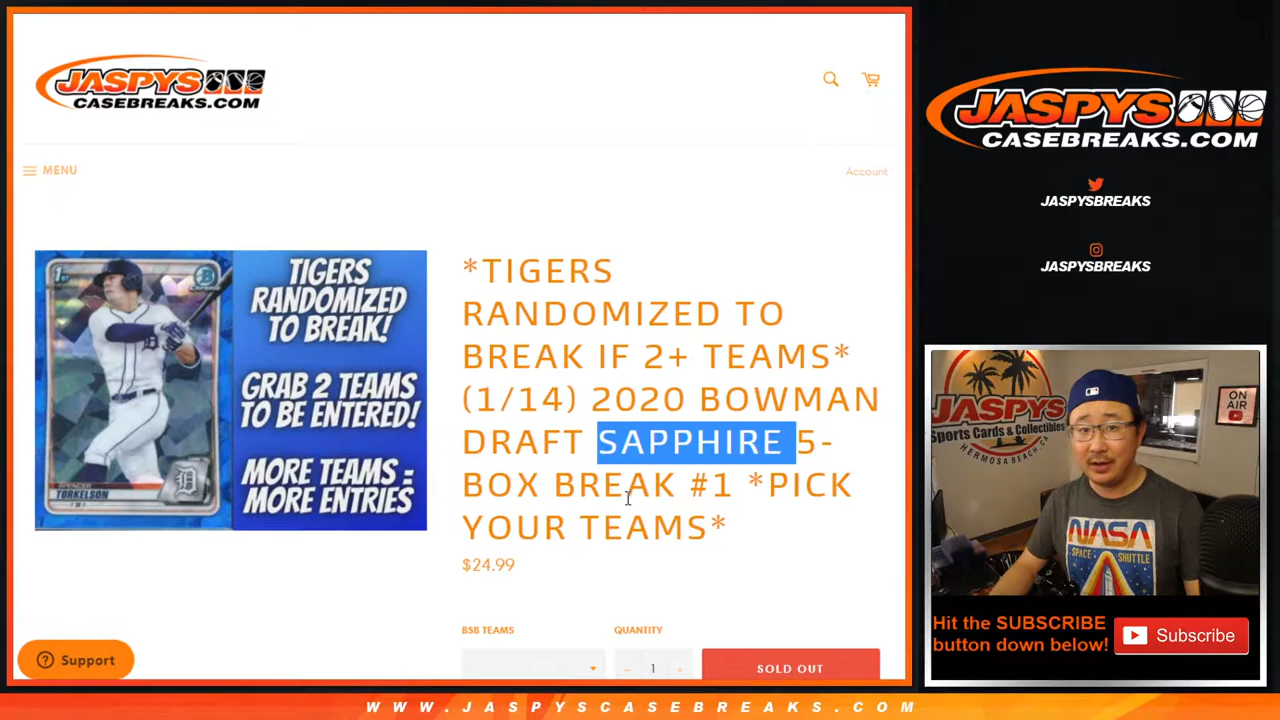 JASPYS
CASEBREAKS.COM
MENU
Account
1st
CHROME
SPENCER
TORKELSON
TIGERS
RANDOMIZED
TO BREAK!
GRAB 2 TEAMS
TO BE ENTERED!
MORE TEAMS =
MORE ENTRIES
*TIGERS
RANDOMIZED TO
BREAK IF 2+ TEAMS*
(1/14) 2020 BOWMAN
DRAFT SAPPHIRE 5-
BOX BREAK #1 *PICK
YOUR TEAMS*
$24.99
BSB TEAMS
QUANTITY
− 1 +
SOLD OUT
Support
JASPYS
CASEBREAKS.COM
JASPYSBREAKS
JASPYSBREAKS
JASPYS
Sports Cards & Collectibles
HERMOSA BEACH, CA
ON AIR
NASA
SPACE SHUTTLE
Hit the SUBSCRIBE
button down below!
Subscribe
WWW.JASPYSCASEBREAKS.COM